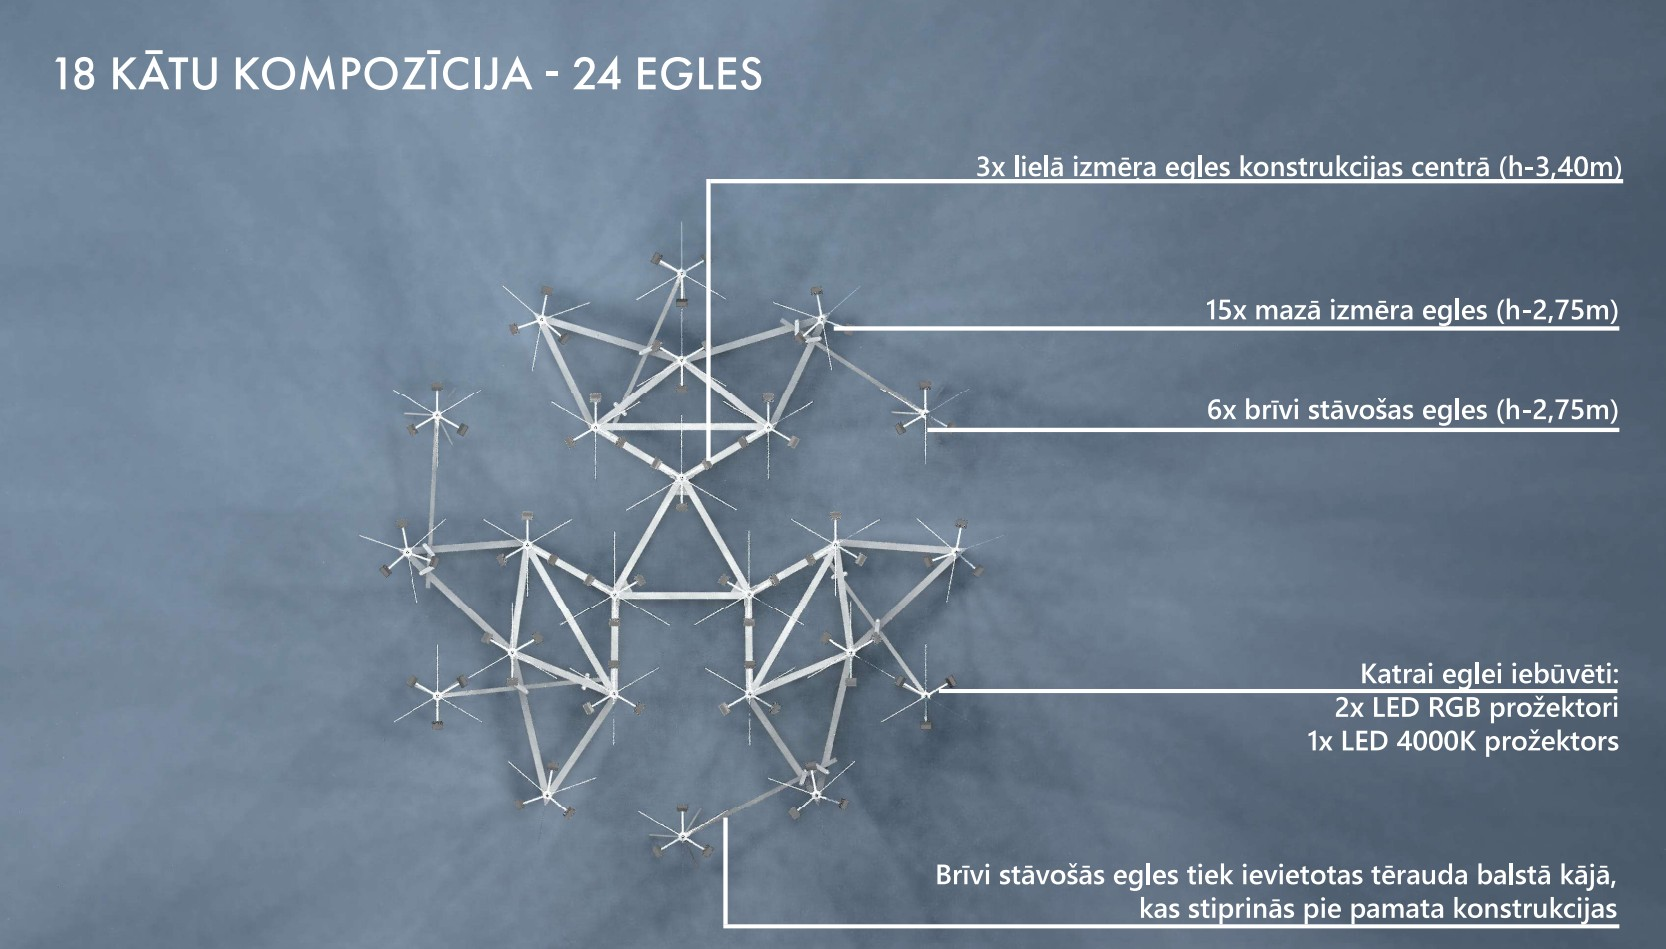 18 KĀTU KOMPOZĪCIJA - 24 EGLES
3x lielā izmēra egles konstrukcijas centrā (h-3,40m)
15x mazā izmēra egles (h-2,75m)
6x brīvi stāvošas egles (h-2,75m)
Katrai eglei iebūvēti:
2x LED RGB prožektori
1x LED 4000K prožektors
Brīvi stāvošās egles tiek ievietotas tērauda balstā kājā,
kas stiprinās pie pamata konstrukcijas